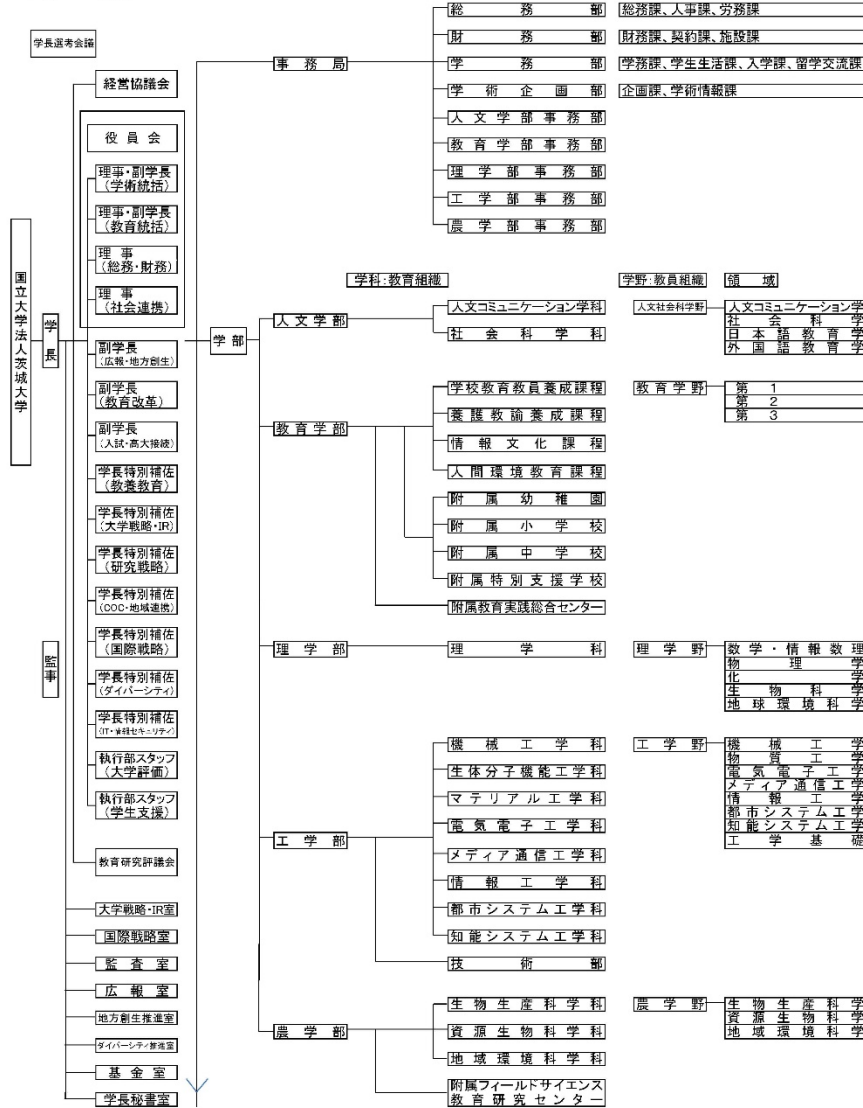 学長選考会議
国立大学法人茨城大学
学長
監事
経営協議会
役員会
理事・副学長
(学術統括)
理事・副学長
(教育統括)
理事
(総務・財務)
理事
(社会連携)
副学長
(広報・地方創生)
副学長
(教育改革)
副学長
(入試・高大接続)
学長特別補佐
(教養教育)
学長特別補佐
(大学戦略・IR)
学長特別補佐
(研究戦略)
学長特別補佐
(COC・地域連携)
学長特別補佐
(国際戦略)
学長特別補佐
(ダイバーシティ)
学長特別補佐
(IT・情報セキュリティ)
執行部スタッフ
(大学評価)
執行部スタッフ
(学生支援)
教育研究評議会
大学戦略・IR室
国際戦略室
監査室
広報室
地方創生推進室
ダイバーシティ推進室
基金室
学長秘書室
事務局
総務部 総務課、人事課、労務課
財務部 財務課、契約課、施設課
学務部 学務課、学生生活課、入学課、留学交流課
学術企画部 企画課、学術情報課
人文学部事務部
教育学部事務部
理学部事務部
工学部事務部
農学部事務部
学科:教育組織
学野:教員組織
領域
学部
人文学部
人文コミュニケーション学科
社会科学科
人文社会科学野
人文コミュニケーション学
社会科学
日本語教育学
外国語教育学
教育学部
学校教育教員養成課程
養護教諭養成課程
情報文化課程
人間環境教育課程
附属幼稚園
附属小学校
附属中学校
附属特別支援学校
附属教育実践総合センター
教育学野
第1
第2
第3
理学部
理学科
理学野
数学・情報数理
物理学
化学
生物科学
地球環境科学
工学部
機械工学科
生体分子機能工学科
マテリアル工学科
電気電子工学科
メディア通信工学科
情報工学科
都市システム工学科
知能システム工学科
技術部
工学野
機械工学
物質工学
電気電子工学
メディア通信工学
情報工学
都市システム工学
知能システム工学
工学基礎
農学部
生物生産科学科
資源生物科学科
地域環境科学科
附属フィールドサイエンス
教育研究センター
農学野
生物生産科学
資源生物科学
地域環境科学